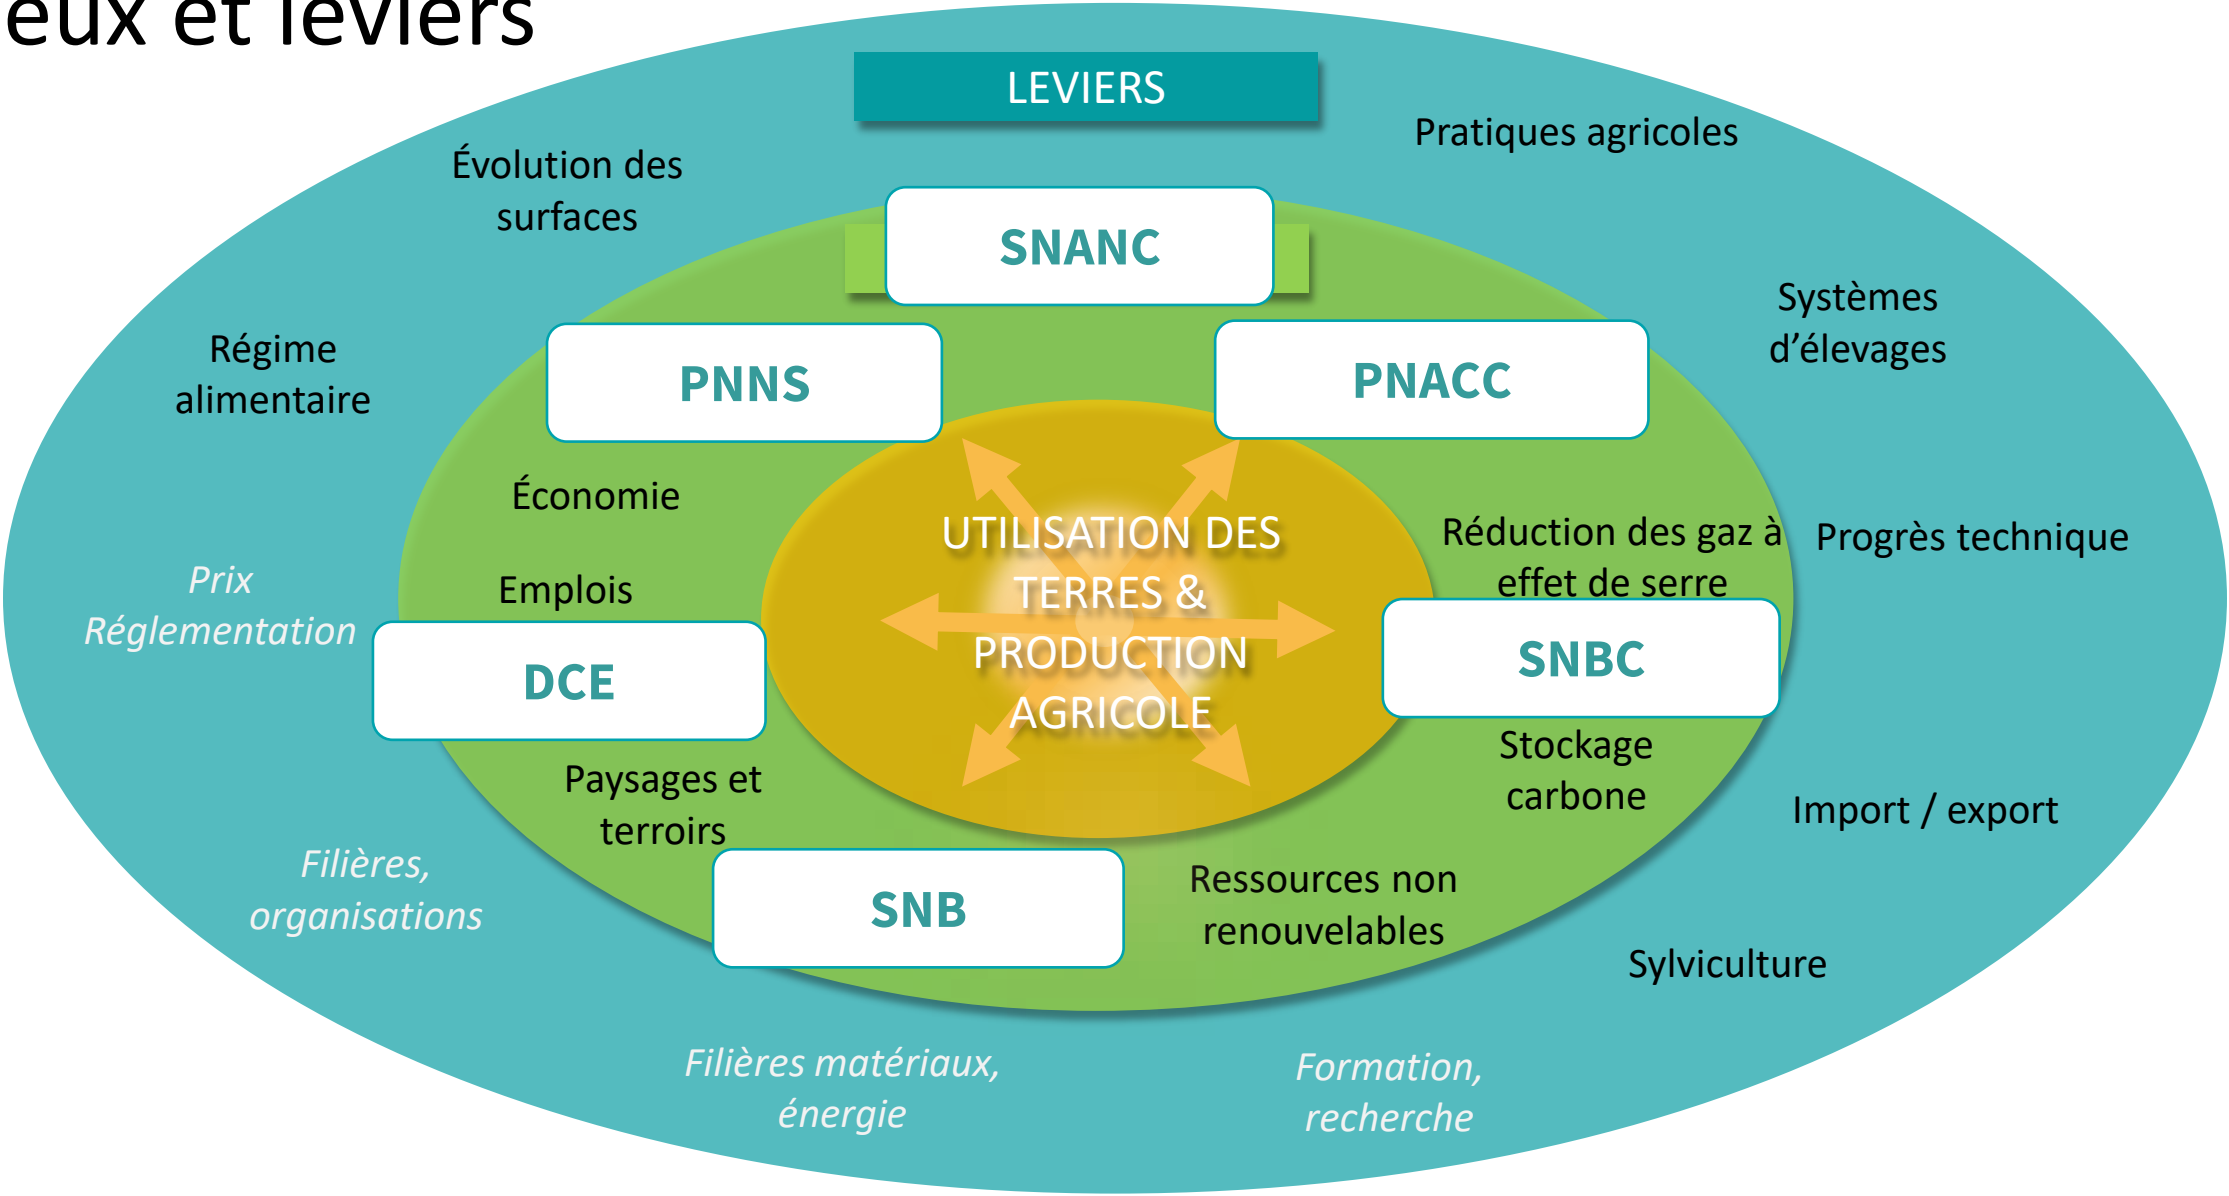 eux et leviers
LEVIERS
Pratiques agricoles
Évolution des
surfaces
SNANC
Systèmes
d’élevages
Régime
alimentaire
PNNS
PNACC
Économie
UTILISATION DES
TERRES &
PRODUCTION
AGRICOLE
Réduction des gaz à
effet de serre
Progrès technique
Prix
Réglementation
Emplois
DCE
SNBC
Stockage
carbone
Paysages et
terroirs
Import / export
Filières,
organisations
SNB
Ressources non
renouvelables
Sylviculture
Filières matériaux,
énergie
Formation,
recherche